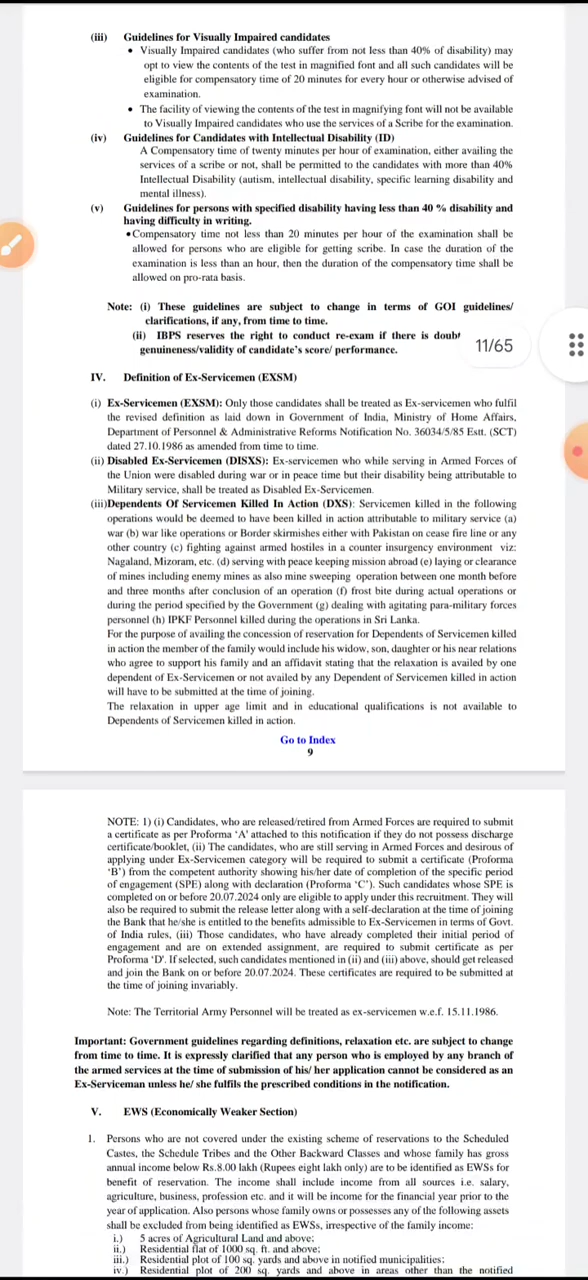 (iii) Guidelines for Visually Impaired candidates
• Visually Impaired candidates (who suffer from not less than 40% of disability) may
opt to view the contents of the test in magnified font and all such candidates will be
eligible for compensatory time of 20 minutes for every hour or otherwise advised of
examination.
• The facility of viewing the contents of the test in magnifying font will not be available
to Visually Impaired candidates who use the services of a Scribe for the examination.
(iv) Guidelines for Candidates with Intellectual Disability (ID)
A Compensatory time of twenty minutes per hour of examination, either availing the
services of a scribe or not, shall be permitted to the candidates with more than 40%
Intellectual Disability (autism, intellectual disability, specific learning disability and
mental illness).
(v) Guidelines for persons with specified disability having less than 40 % disability and
having difficulty in writing.
•Compensatory time not less than 20 minutes per hour of the examination shall be
allowed for persons who are eligible for getting scribe. In case the duration of the
examination is less than an hour, then the duration of the compensatory time shall be
allowed on pro-rata basis.
Note: (i) These guidelines are subject to change in terms of GOI guidelines/
clarifications, if any, from time to time.
(ii) IBPS reserves the right to conduct re-exam if there is doubt
genuineness/validity of candidate's score/ performance.
11/65
IV. Definition of Ex-Servicemen (EXSM)
(i) Ex-Servicemen (EXSM): Only those candidates shall be treated as Ex-servicemen who fulfil
the revised definition as laid down in Government of India, Ministry of Home Affairs,
Department of Personnel & Administrative Reforms Notification No. 36034/5/85 Estt. (SCT)
dated 27.10.1986 as amended from time to time.
(ii) Disabled Ex-Servicemen (DISXS): Ex-servicemen who while serving in Armed Forces of
the Union were disabled during war or in peace time but their disability being attributable to
Military service, shall be treated as Disabled Ex-Servicemen.
(iii)Dependents Of Servicemen Killed In Action (DXS): Servicemen killed in the following
operations would be deemed to have been killed in action attributable to military service (a)
war (b) war like operations or Border skirmishes either with Pakistan on cease fire line or any
other country (c) fighting against armed hostiles in a counter insurgency environment viz:
Nagaland, Mizoram, etc. (d) serving with peace keeping mission abroad (e) laying or clearance
of mines including enemy mines as also mine sweeping operation between one month before
and three months after conclusion of an operation (f) frost bite during actual operations or
during the period specified by the Government (g) dealing with agitating para-military forces
personnel (h) IPKF Personnel killed during the operations in Sri Lanka.
For the purpose of availing the concession of reservation for Dependents of Servicemen killed
in action the member of the family would include his widow, son, daughter or his near relations
who agree to support his family and an affidavit stating that the relaxation is availed by one
dependent of Ex-Servicemen or not availed by any Dependent of Servicemen killed in action
will have to be submitted at the time of joining.
The relaxation in upper age limit and in educational qualifications is not available to
Dependents of Servicemen killed in action.
Go to Index
9
NOTE: 1) (i) Candidates, who are released/retired from Armed Forces are required to submit
a certificate as per Proforma 'A' attached to this notification if they do not possess discharge
certificate/booklet, (ii) The candidates, who are still serving in Armed Forces and desirous of
applying under Ex-Servicemen category will be required to submit a certificate (Proforma
'B') from the competent authority showing his/her date of completion of the specific period
of engagement (SPE) along with declaration (Proforma 'C'). Such candidates whose SPE is
completed on or before 20.07.2024 only are eligible to apply under this recruitment. They will
also be required to submit the release letter along with a self-declaration at the time of joining
the Bank that he/she is entitled to the benefits admissible to Ex-Servicemen in terms of Govt.
of India rules, (iii) Those candidates, who have already completed their initial period of
engagement and are on extended assignment, are required to submit certificate as per
Proforma 'D'. If selected, such candidates mentioned in (ii) and (iii) above, should get released
and join the Bank on or before 20.07.2024. These certificates are required to be submitted at
the time of joining invariably.
Note: The Territorial Army Personnel will be treated as ex-servicemen w.e.f. 15.11.1986.
Important: Government guidelines regarding definitions, relaxation etc. are subject to change
from time to time. It is expressly clarified that any person who is employed by any branch of
the armed services at the time of submission of his/ her application cannot be considered as an
Ex-Serviceman unless he/ she fulfils the prescribed conditions in the notification.
V. EWS (Economically Weaker Section)
1. Persons who are not covered under the existing scheme of reservations to the Scheduled
Castes, the Schedule Tribes and the Other Backward Classes and whose family has gross
annual income below Rs.8.00 lakh (Rupees eight lakh only) are to be identified as EWSs for
benefit of reservation. The income shall include income from all sources i.e. salary,
agriculture, business, profession etc. and it will be income for the financial year prior to the
year of application. Also persons whose family owns or possesses any of the following assets
shall be excluded from being identified as EWSs, irrespective of the family income:
i.) 5 acres of Agricultural Land and above;
ii.) Residential flat of 1000 sq. ft. and above;
iii.) Residential plot of 100 sq. yards and above in notified municipalities;
iv.) Residential plot of 200 sq. yards and above in areas other than the notified